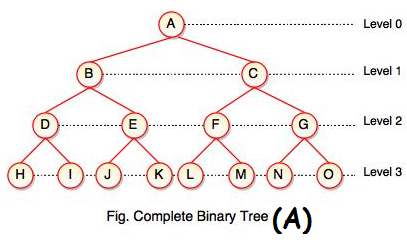 A Level 0
B C Level 1
D E F G Level 2
H I J K L M N O Level 3
Fig. Complete Binary Tree (A)